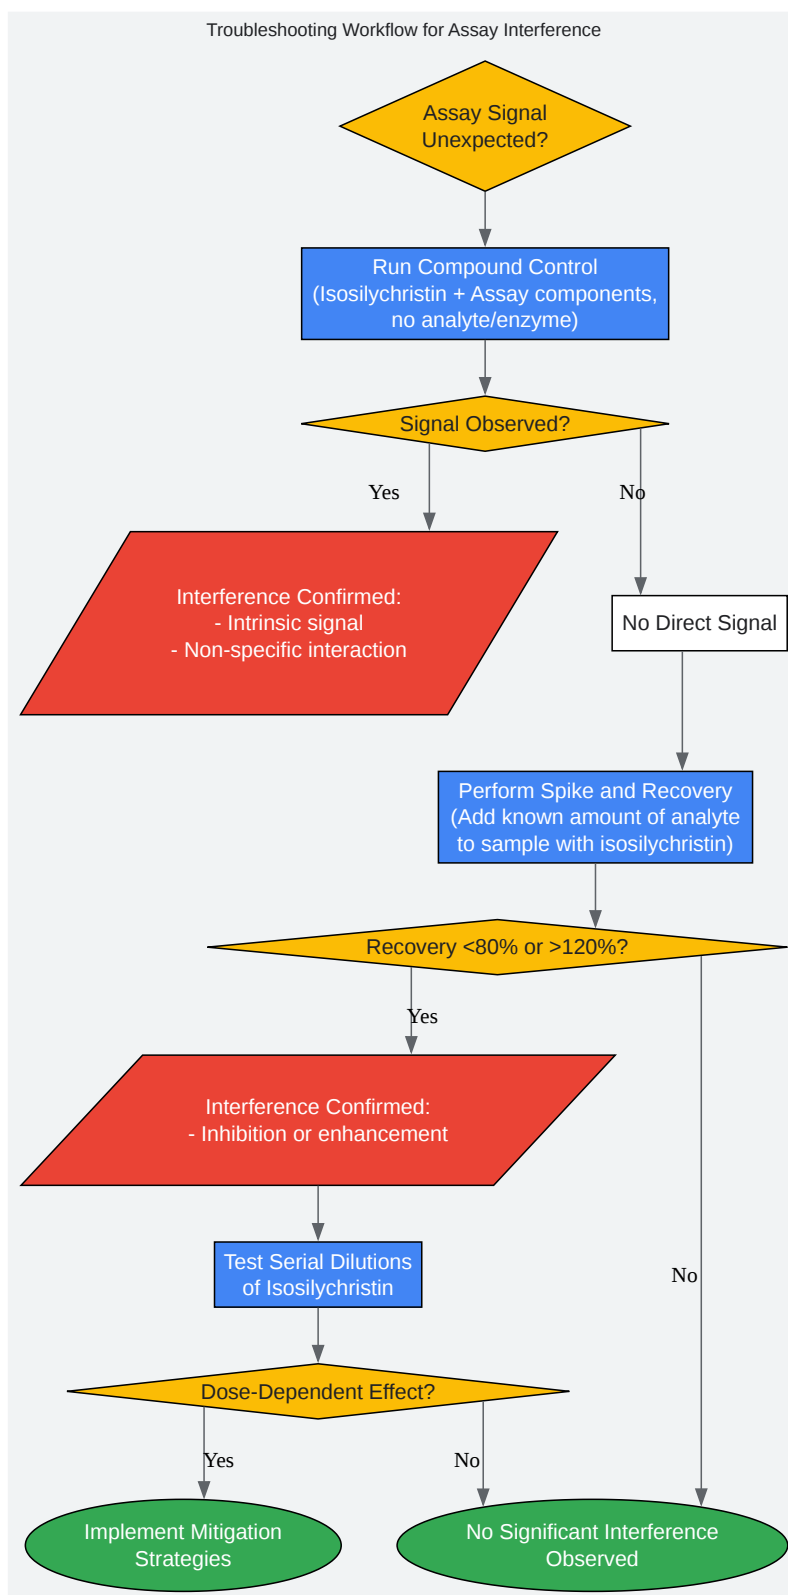 Troubleshooting Workflow for Assay Interference
Assay Signal
Unexpected?
Run Compound Control
(Isosilychristin + Assay components,
no analyte/enzyme)
Signal Observed?
Yes
No
Interference Confirmed:
- Intrinsic signal
- Non-specific interaction
No Direct Signal
Perform Spike and Recovery
(Add known amount of analyte
to sample with isosilychristin)
Recovery <80% or >120%?
Yes
Interference Confirmed:
- Inhibition or enhancement
Test Serial Dilutions
of Isosilychristin
No
Dose-Dependent Effect?
Yes
No
Implement Mitigation
Strategies
No Significant Interference
Observed